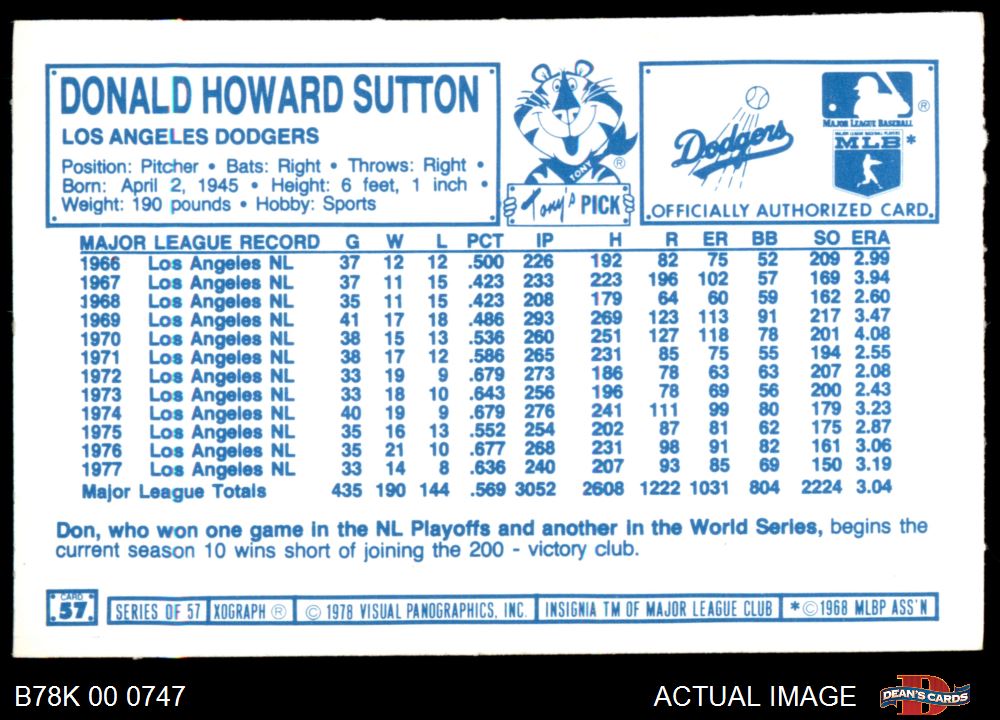 DONALD HOWARD SUTTON
LOS ANGELES DODGERS
Position: Pitcher • Bats: Right • Throws: Right •
Born: April 2, 1945 • Height: 6 feet, 1 inch •
Weight: 190 pounds • Hobby: Sports
TONY
®
Tony's PICK
Dodgers
®
MAJOR LEAGUE BASEBALL
MAJOR LEAGUE BASEBALL PLAYERS
MLB *
OFFICIALLY AUTHORIZED CARD
MAJOR LEAGUE RECORD G W L PCT IP H R ER BB SO ERA
1966 Los Angeles NL 37 12 12 .500 226 192 82 75 52 209 2.99
1967 Los Angeles NL 37 11 15 .423 233 223 196 102 57 169 3.94
1968 Los Angeles NL 35 11 15 .423 208 179 64 60 59 162 2.60
1969 Los Angeles NL 41 17 18 .486 293 269 123 113 91 217 3.47
1970 Los Angeles NL 38 15 13 .536 260 251 127 118 78 201 4.08
1971 Los Angeles NL 38 17 12 .586 265 231 85 75 55 194 2.55
1972 Los Angeles NL 33 19 9 .679 273 186 78 63 63 207 2.08
1973 Los Angeles NL 33 18 10 .643 256 196 78 69 56 200 2.43
1974 Los Angeles NL 40 19 9 .679 276 241 111 99 80 179 3.23
1975 Los Angeles NL 35 16 13 .552 254 202 87 81 62 175 2.87
1976 Los Angeles NL 35 21 10 .677 268 231 98 91 82 161 3.06
1977 Los Angeles NL 33 14 8 .636 240 207 93 85 69 150 3.19
Major League Totals 435 190 144 .569 3052 2608 1222 1031 804 2224 3.04
Don, who won one game in the NL Playoffs and another in the World Series, begins the
current season 10 wins short of joining the 200 - victory club.
CARD
57
SERIES OF 57 XOGRAPH ® © 1978 VISUAL PANOGRAPHICS, INC. INSIGNIA TM OF MAJOR LEAGUE CLUB *©1968 MLBP ASS'N
B78K 00 0747
ACTUAL IMAGE
D
DEAN'S CARDS